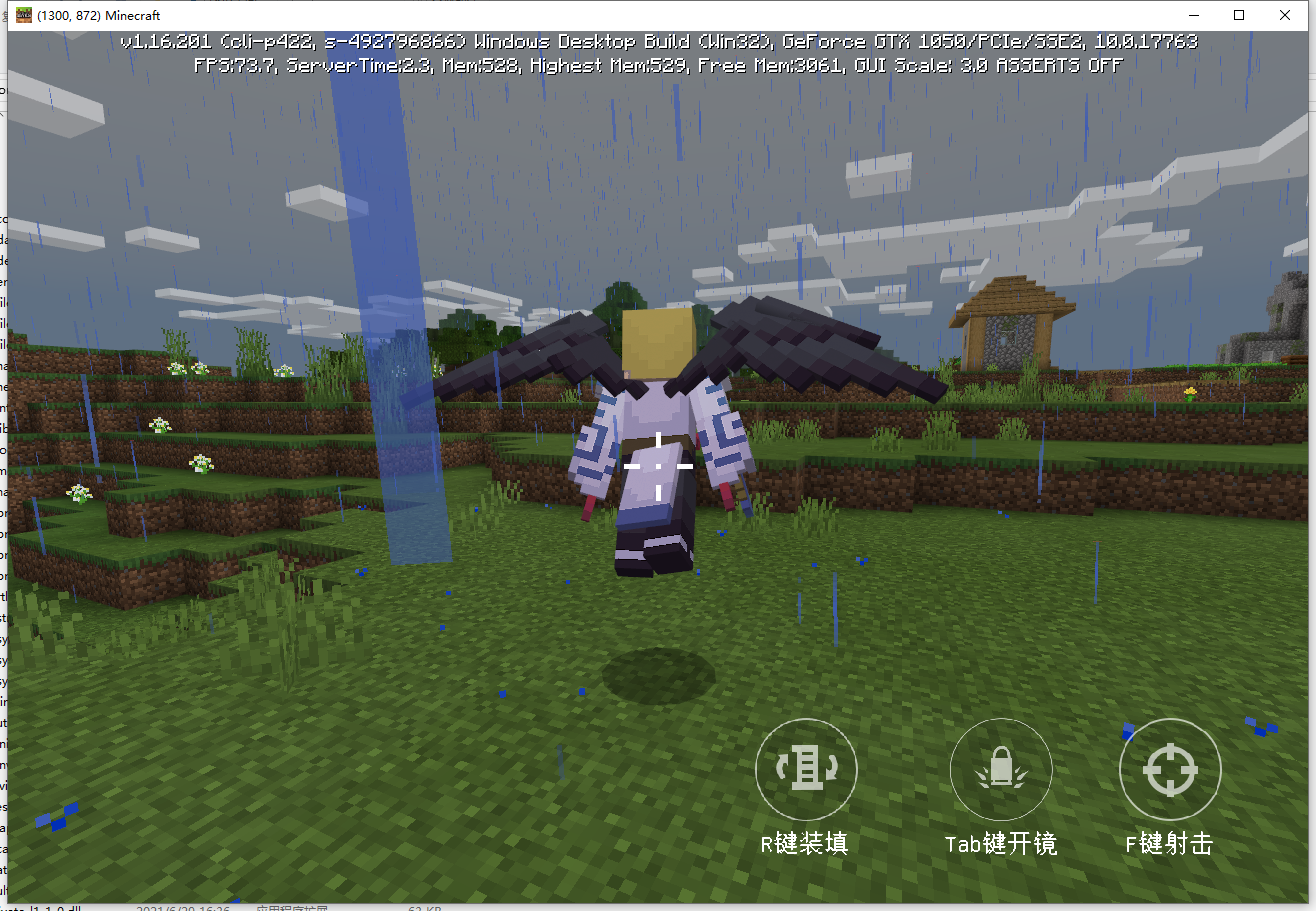 (1300, 872) Minecraft
v1.16.201 (cli-p422, s-492796866) Windows Desktop Build (Win32), GeForce GTX 1050/PCIe/SSE2, 10.0.17763
FPS:73.7, ServerTime:2.3, Mem:528, Highest Mem:529, Free Mem:3061, GUI Scale: 3.0 ASSERTS OFF
R键装填
Tab键开镜
F键射击